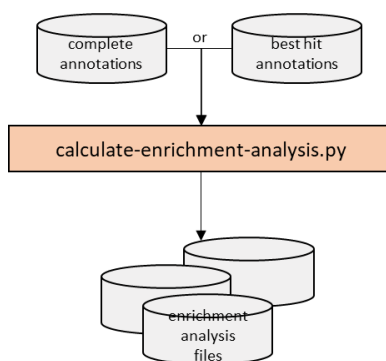 complete
annotations
or
best hit
annotations
calculate-enrichment-analysis.py
enrichment
analysis
files